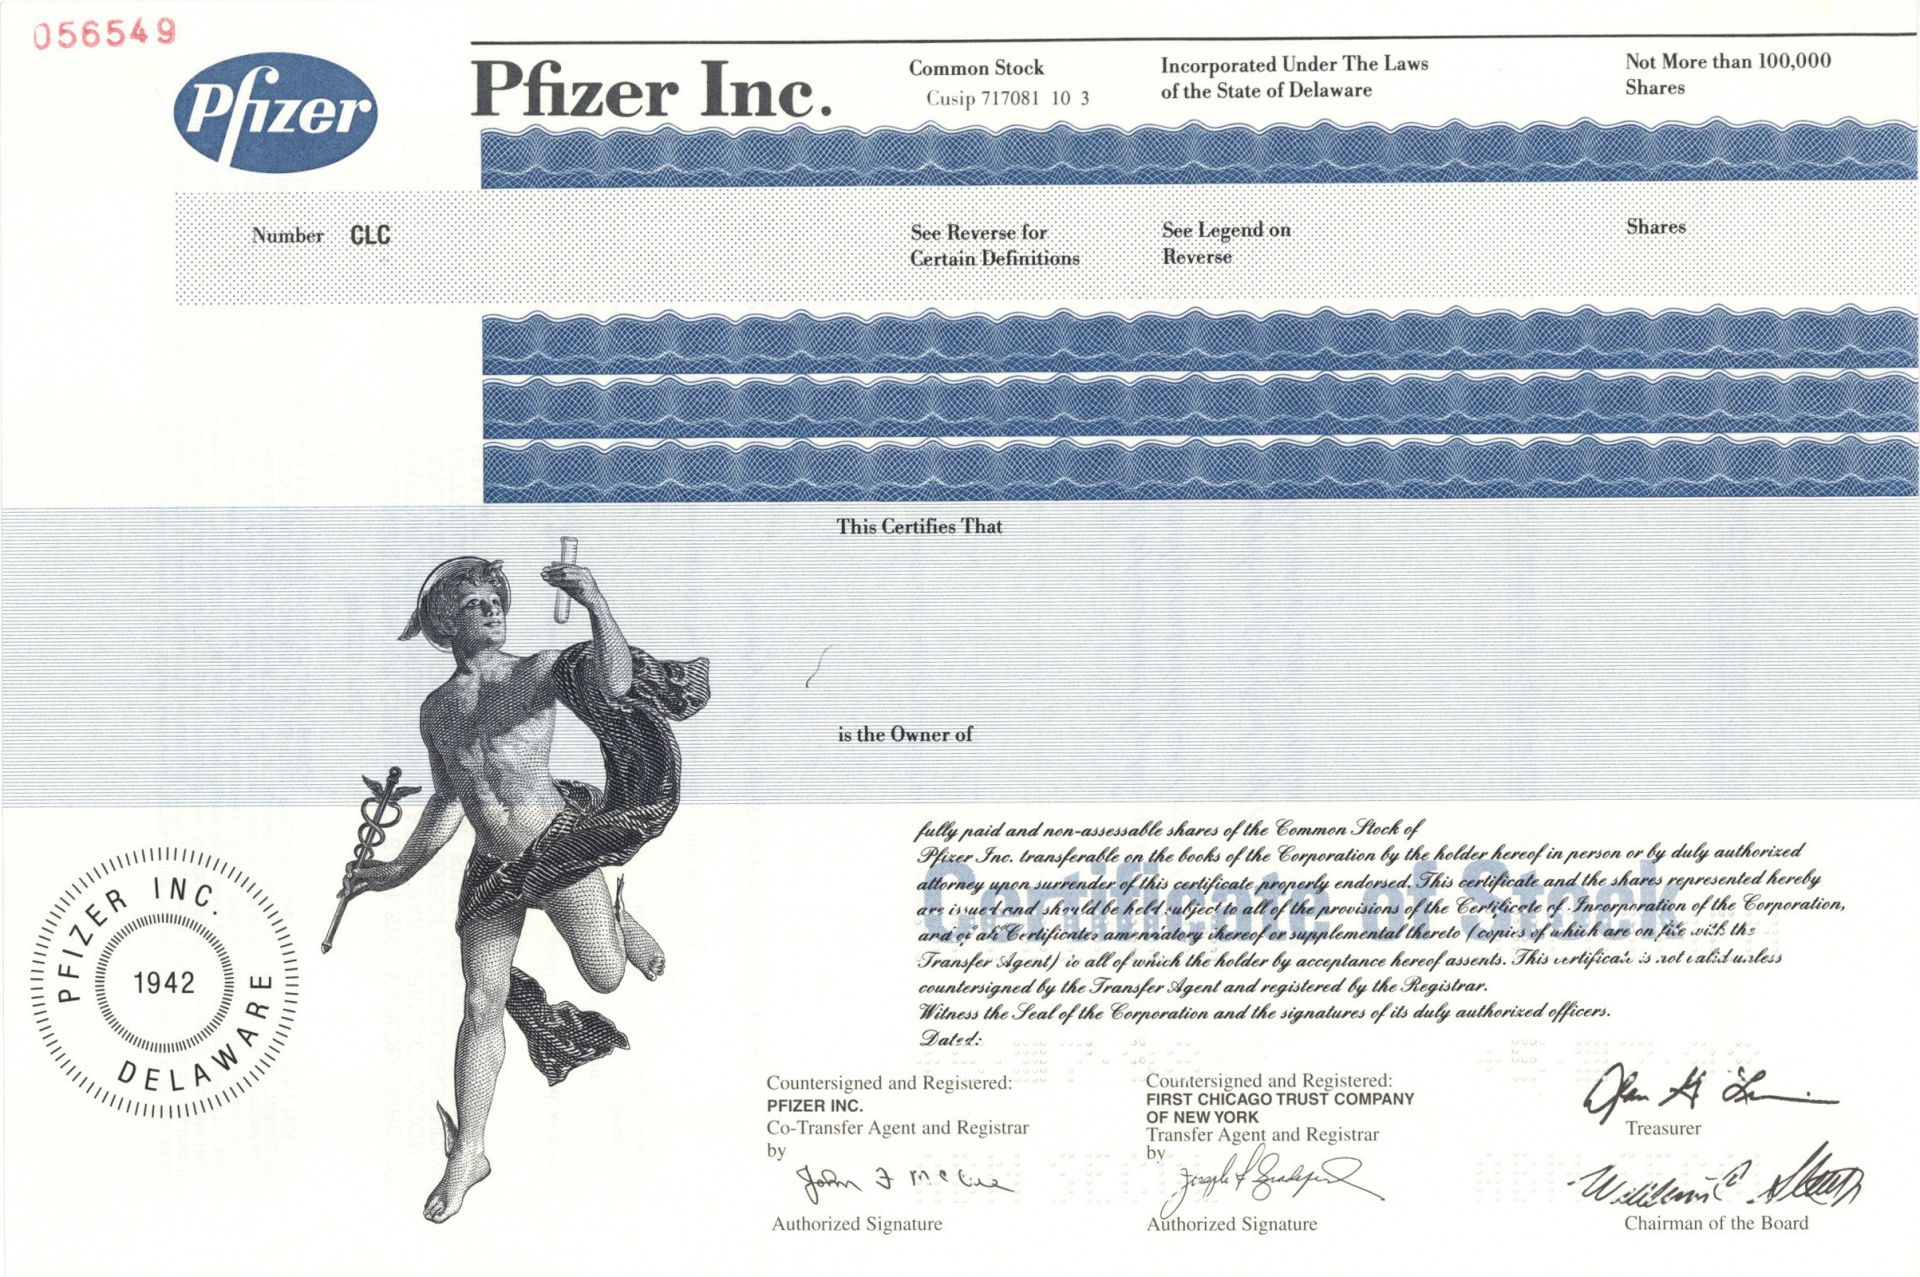 056549
Pfizer
Pfizer Inc.
Common Stock
Cusip 717081 10 3
Incorporated Under The Laws
of the State of Delaware
Not More than 100,000
Shares
Number CLC
See Reverse for
Certain Definitions
See Legend on
Reverse
Shares
This Certifies That
is the Owner of
Certificate of Stock
fully paid and non-assessable shares of the Common Stock of
Pfizer Inc. transferable on the books of the Corporation by the holder hereof in person or by duly authorized
attorney upon surrender of this certificate properly endorsed. This certificate and the shares represented hereby
are issued and should be held subject to all of the provisions of the Certificate of Incorporation of the Corporation,
and of all Certificates amendatory thereof or supplemental thereto (copies of which are on file with the
Transfer Agent) to all of which the holder by acceptance hereof assents. This certificate is not valid unless
countersigned by the Transfer Agent and registered by the Registrar.
Witness the Seal of the Corporation and the signatures of its duly authorized officers.
Dated:
PFIZER INC.
1942
DELAWARE
Countersigned and Registered:
PFIZER INC.
Co-Transfer Agent and Registrar
by
John F McCue
Authorized Signature
Countersigned and Registered:
FIRST CHICAGO TRUST COMPANY
OF NEW YORK
Transfer Agent and Registrar
by
Authorized Signature
Treasurer
Chairman of the Board